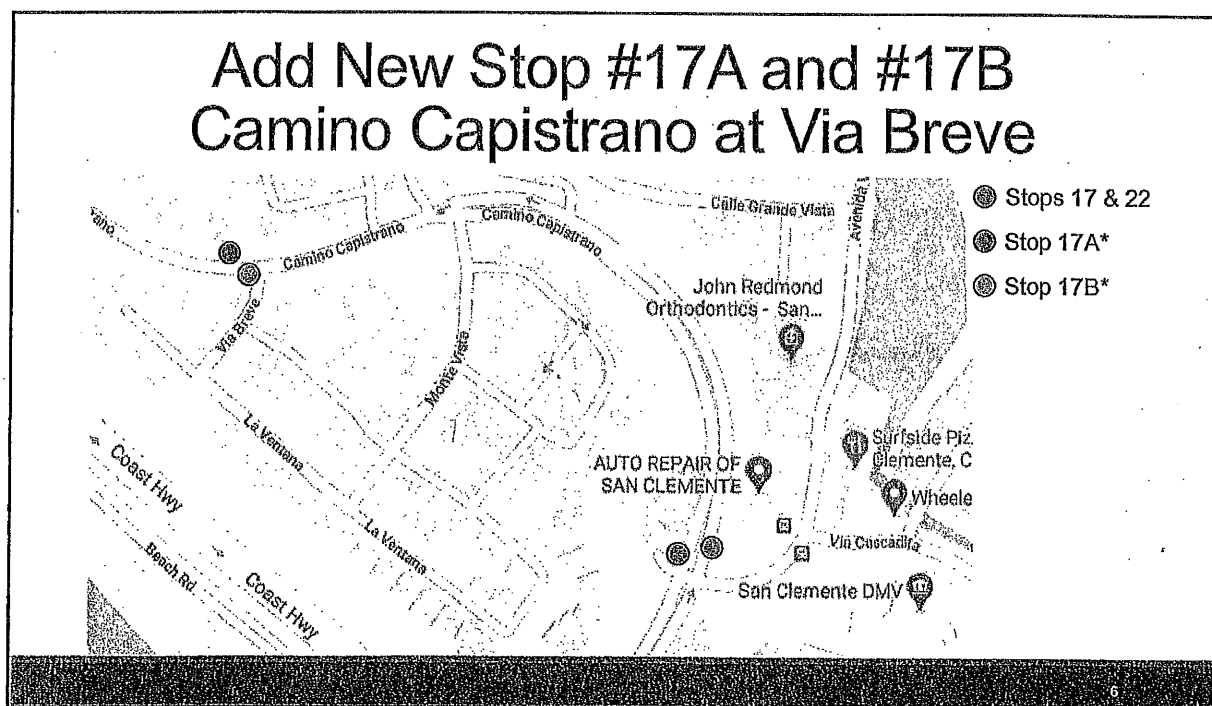 Add New Stop #17A and #17B
Camino Capistrano at Via Breve
Stops 17 & 22
Stop 17A*
Stop 17B*
Calle Grande Vista
Avenida
Camino Capistrano
Camino Capistrano
rano
Via Breve
Monte Vista
John Redmond
Orthodontics - San...
La Ventana
La Ventana
Coast Hwy
Coast Hwy
Beach Rd
AUTO REPAIR OF
SAN CLEMENTE
Surfside Piz
Clemente, C
Wheele
Via Cascadita
San Clemente DMV
6